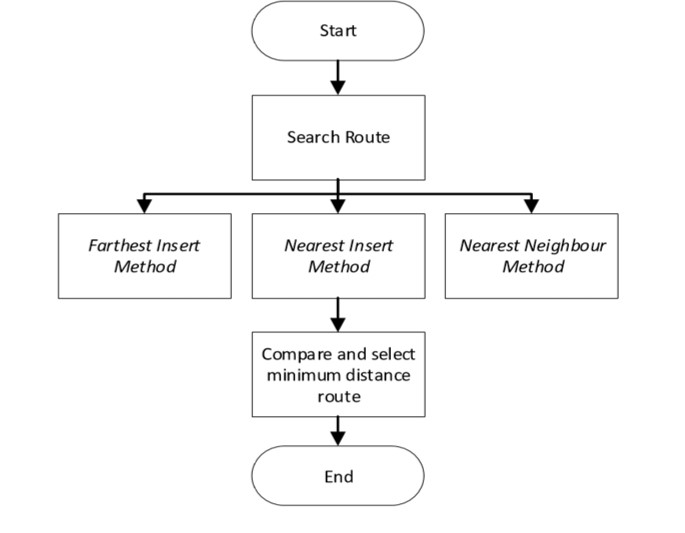 Start
Search Route
Farthest Insert
Method
Nearest Insert
Method
Nearest Neighbour
Method
Compare and select
minimum distance
route
End